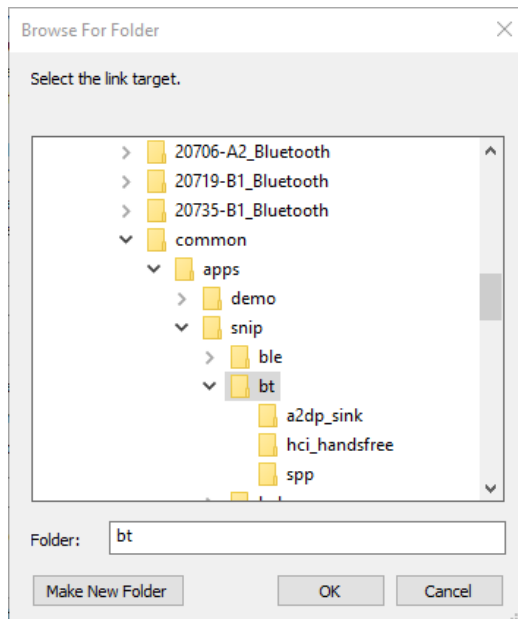 Browse For Folder
Select the link target.
20706-A2_Bluetooth
20719-B1_Bluetooth
20735-B1_Bluetooth
common
apps
demo
snip
ble
bt
a2dp_sink
hci_handsfree
spp
Folder: bt
Make New Folder OK Cancel